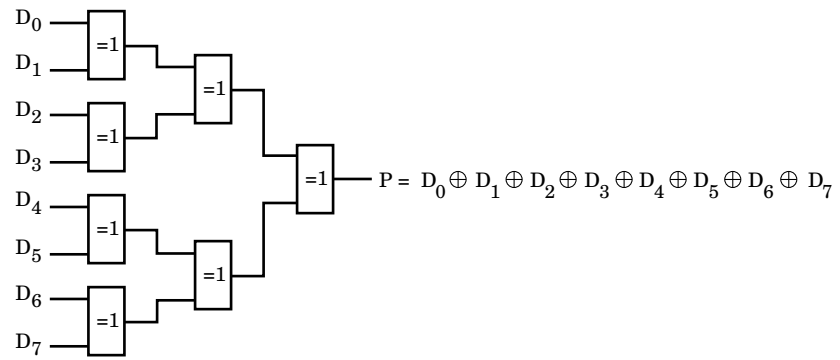 D0
=1
D1
=1
D2
=1
D3
=1
=1
P = D0 ⊕ D1 ⊕ D2 ⊕ D3 ⊕ D4 ⊕ D5 ⊕ D6 ⊕ D7
D4
=1
D5
=1
D6
=1
D7